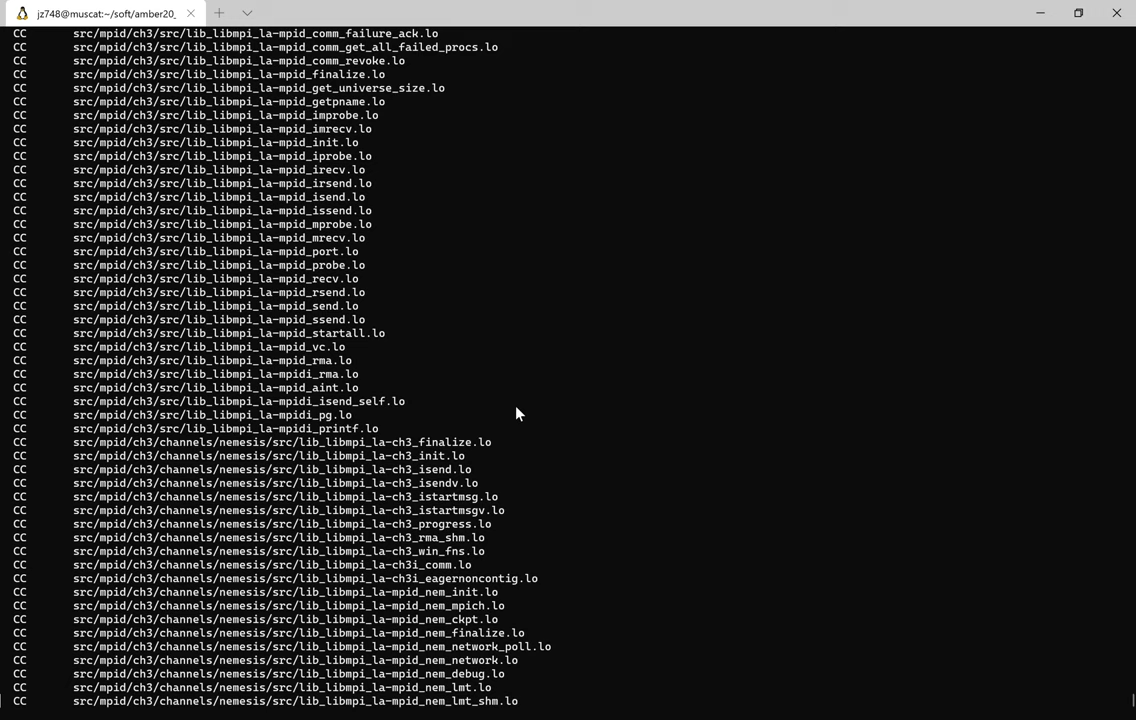 jz748@muscat:~/soft/amber20_
CC src/mpid/ch3/src/lib_libmpi_la-mpid_comm_failure_ack.lo
CC src/mpid/ch3/src/lib_libmpi_la-mpid_comm_get_all_failed_procs.lo
CC src/mpid/ch3/src/lib_libmpi_la-mpid_comm_revoke.lo
CC src/mpid/ch3/src/lib_libmpi_la-mpid_finalize.lo
CC src/mpid/ch3/src/lib_libmpi_la-mpid_get_universe_size.lo
CC src/mpid/ch3/src/lib_libmpi_la-mpid_getpname.lo
CC src/mpid/ch3/src/lib_libmpi_la-mpid_improbe.lo
CC src/mpid/ch3/src/lib_libmpi_la-mpid_imrecv.lo
CC src/mpid/ch3/src/lib_libmpi_la-mpid_init.lo
CC src/mpid/ch3/src/lib_libmpi_la-mpid_iprobe.lo
CC src/mpid/ch3/src/lib_libmpi_la-mpid_irecv.lo
CC src/mpid/ch3/src/lib_libmpi_la-mpid_irsend.lo
CC src/mpid/ch3/src/lib_libmpi_la-mpid_isend.lo
CC src/mpid/ch3/src/lib_libmpi_la-mpid_issend.lo
CC src/mpid/ch3/src/lib_libmpi_la-mpid_mprobe.lo
CC src/mpid/ch3/src/lib_libmpi_la-mpid_mrecv.lo
CC src/mpid/ch3/src/lib_libmpi_la-mpid_port.lo
CC src/mpid/ch3/src/lib_libmpi_la-mpid_probe.lo
CC src/mpid/ch3/src/lib_libmpi_la-mpid_recv.lo
CC src/mpid/ch3/src/lib_libmpi_la-mpid_rsend.lo
CC src/mpid/ch3/src/lib_libmpi_la-mpid_send.lo
CC src/mpid/ch3/src/lib_libmpi_la-mpid_ssend.lo
CC src/mpid/ch3/src/lib_libmpi_la-mpid_startall.lo
CC src/mpid/ch3/src/lib_libmpi_la-mpid_vc.lo
CC src/mpid/ch3/src/lib_libmpi_la-mpid_rma.lo
CC src/mpid/ch3/src/lib_libmpi_la-mpidi_rma.lo
CC src/mpid/ch3/src/lib_libmpi_la-mpid_aint.lo
CC src/mpid/ch3/src/lib_libmpi_la-mpidi_isend_self.lo
CC src/mpid/ch3/src/lib_libmpi_la-mpidi_pg.lo
CC src/mpid/ch3/src/lib_libmpi_la-mpidi_printf.lo
CC src/mpid/ch3/channels/nemesis/src/lib_libmpi_la-ch3_finalize.lo
CC src/mpid/ch3/channels/nemesis/src/lib_libmpi_la-ch3_init.lo
CC src/mpid/ch3/channels/nemesis/src/lib_libmpi_la-ch3_isend.lo
CC src/mpid/ch3/channels/nemesis/src/lib_libmpi_la-ch3_isendv.lo
CC src/mpid/ch3/channels/nemesis/src/lib_libmpi_la-ch3_istartmsg.lo
CC src/mpid/ch3/channels/nemesis/src/lib_libmpi_la-ch3_istartmsgv.lo
CC src/mpid/ch3/channels/nemesis/src/lib_libmpi_la-ch3_progress.lo
CC src/mpid/ch3/channels/nemesis/src/lib_libmpi_la-ch3_rma_shm.lo
CC src/mpid/ch3/channels/nemesis/src/lib_libmpi_la-ch3_win_fns.lo
CC src/mpid/ch3/channels/nemesis/src/lib_libmpi_la-ch3i_comm.lo
CC src/mpid/ch3/channels/nemesis/src/lib_libmpi_la-ch3i_eagernoncontig.lo
CC src/mpid/ch3/channels/nemesis/src/lib_libmpi_la-mpid_nem_init.lo
CC src/mpid/ch3/channels/nemesis/src/lib_libmpi_la-mpid_nem_mpich.lo
CC src/mpid/ch3/channels/nemesis/src/lib_libmpi_la-mpid_nem_ckpt.lo
CC src/mpid/ch3/channels/nemesis/src/lib_libmpi_la-mpid_nem_finalize.lo
CC src/mpid/ch3/channels/nemesis/src/lib_libmpi_la-mpid_nem_network_poll.lo
CC src/mpid/ch3/channels/nemesis/src/lib_libmpi_la-mpid_nem_network.lo
CC src/mpid/ch3/channels/nemesis/src/lib_libmpi_la-mpid_nem_debug.lo
CC src/mpid/ch3/channels/nemesis/src/lib_libmpi_la-mpid_nem_lmt.lo
CC src/mpid/ch3/channels/nemesis/src/lib_libmpi_la-mpid_nem_lmt_shm.lo